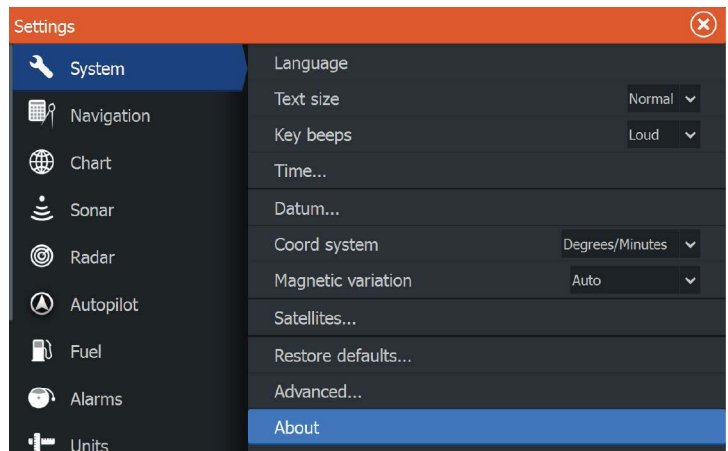 Settings
System
Navigation
Chart
Sonar
Radar
Autopilot
Fuel
Alarms
Units
Language
Text size Normal
Key beeps Loud
Time...
Datum...
Coord system Degrees/Minutes
Magnetic variation Auto
Satellites...
Restore defaults...
Advanced...
About